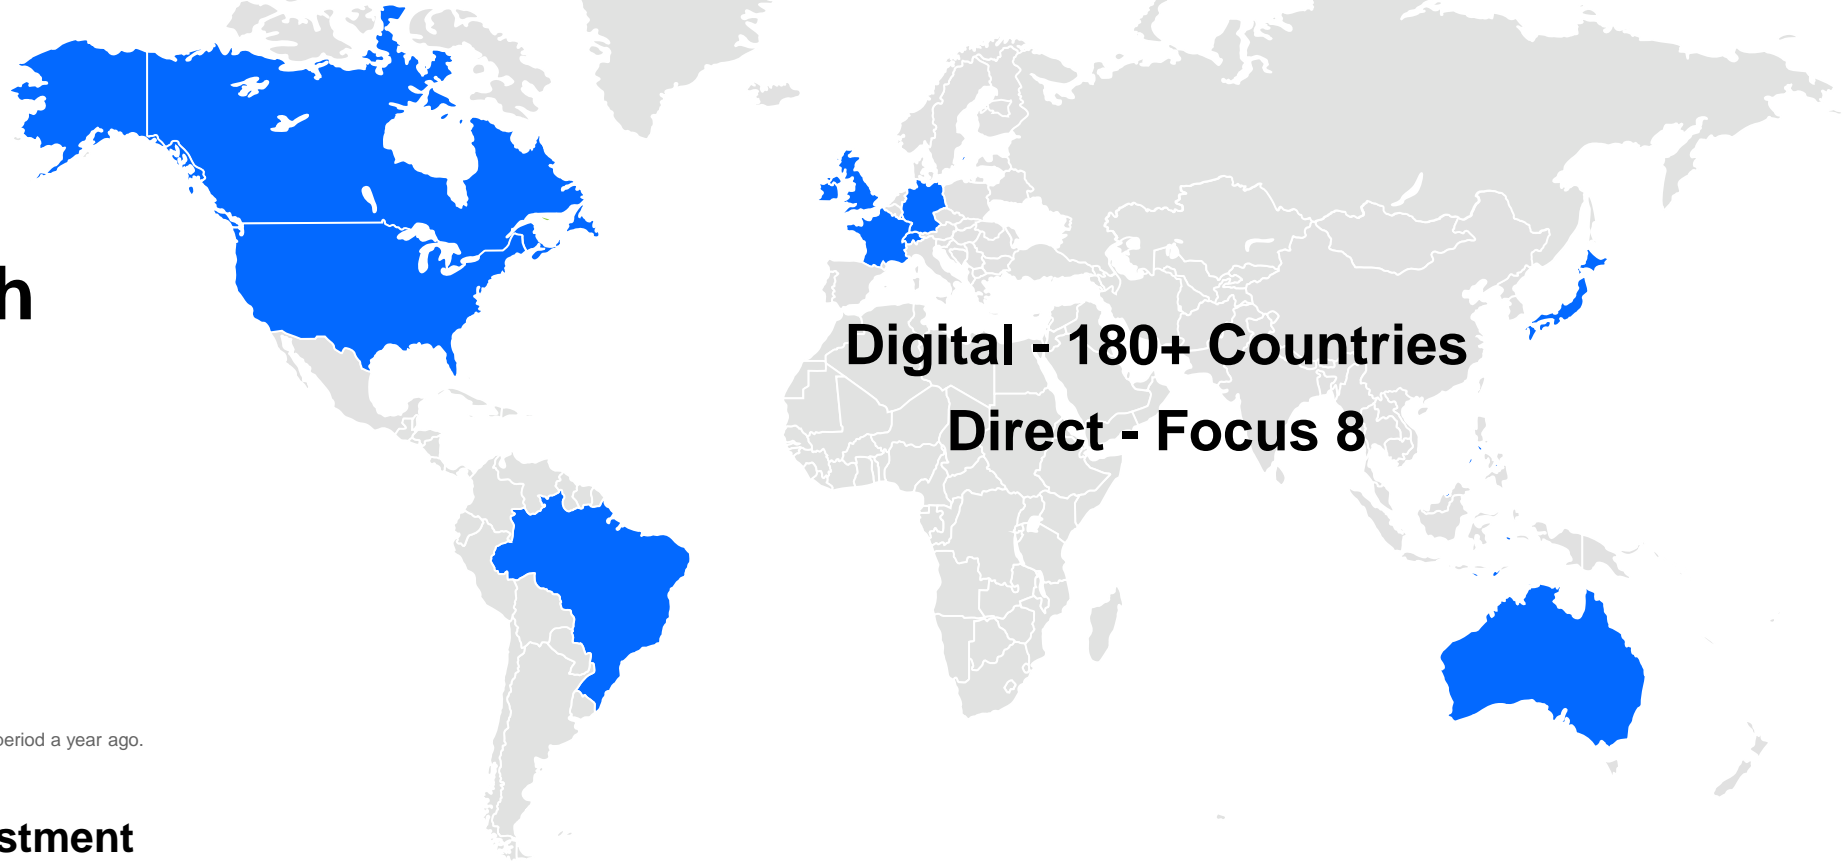 h
Digital - 180+ Countries
Direct - Focus 8
period a year ago.
stment